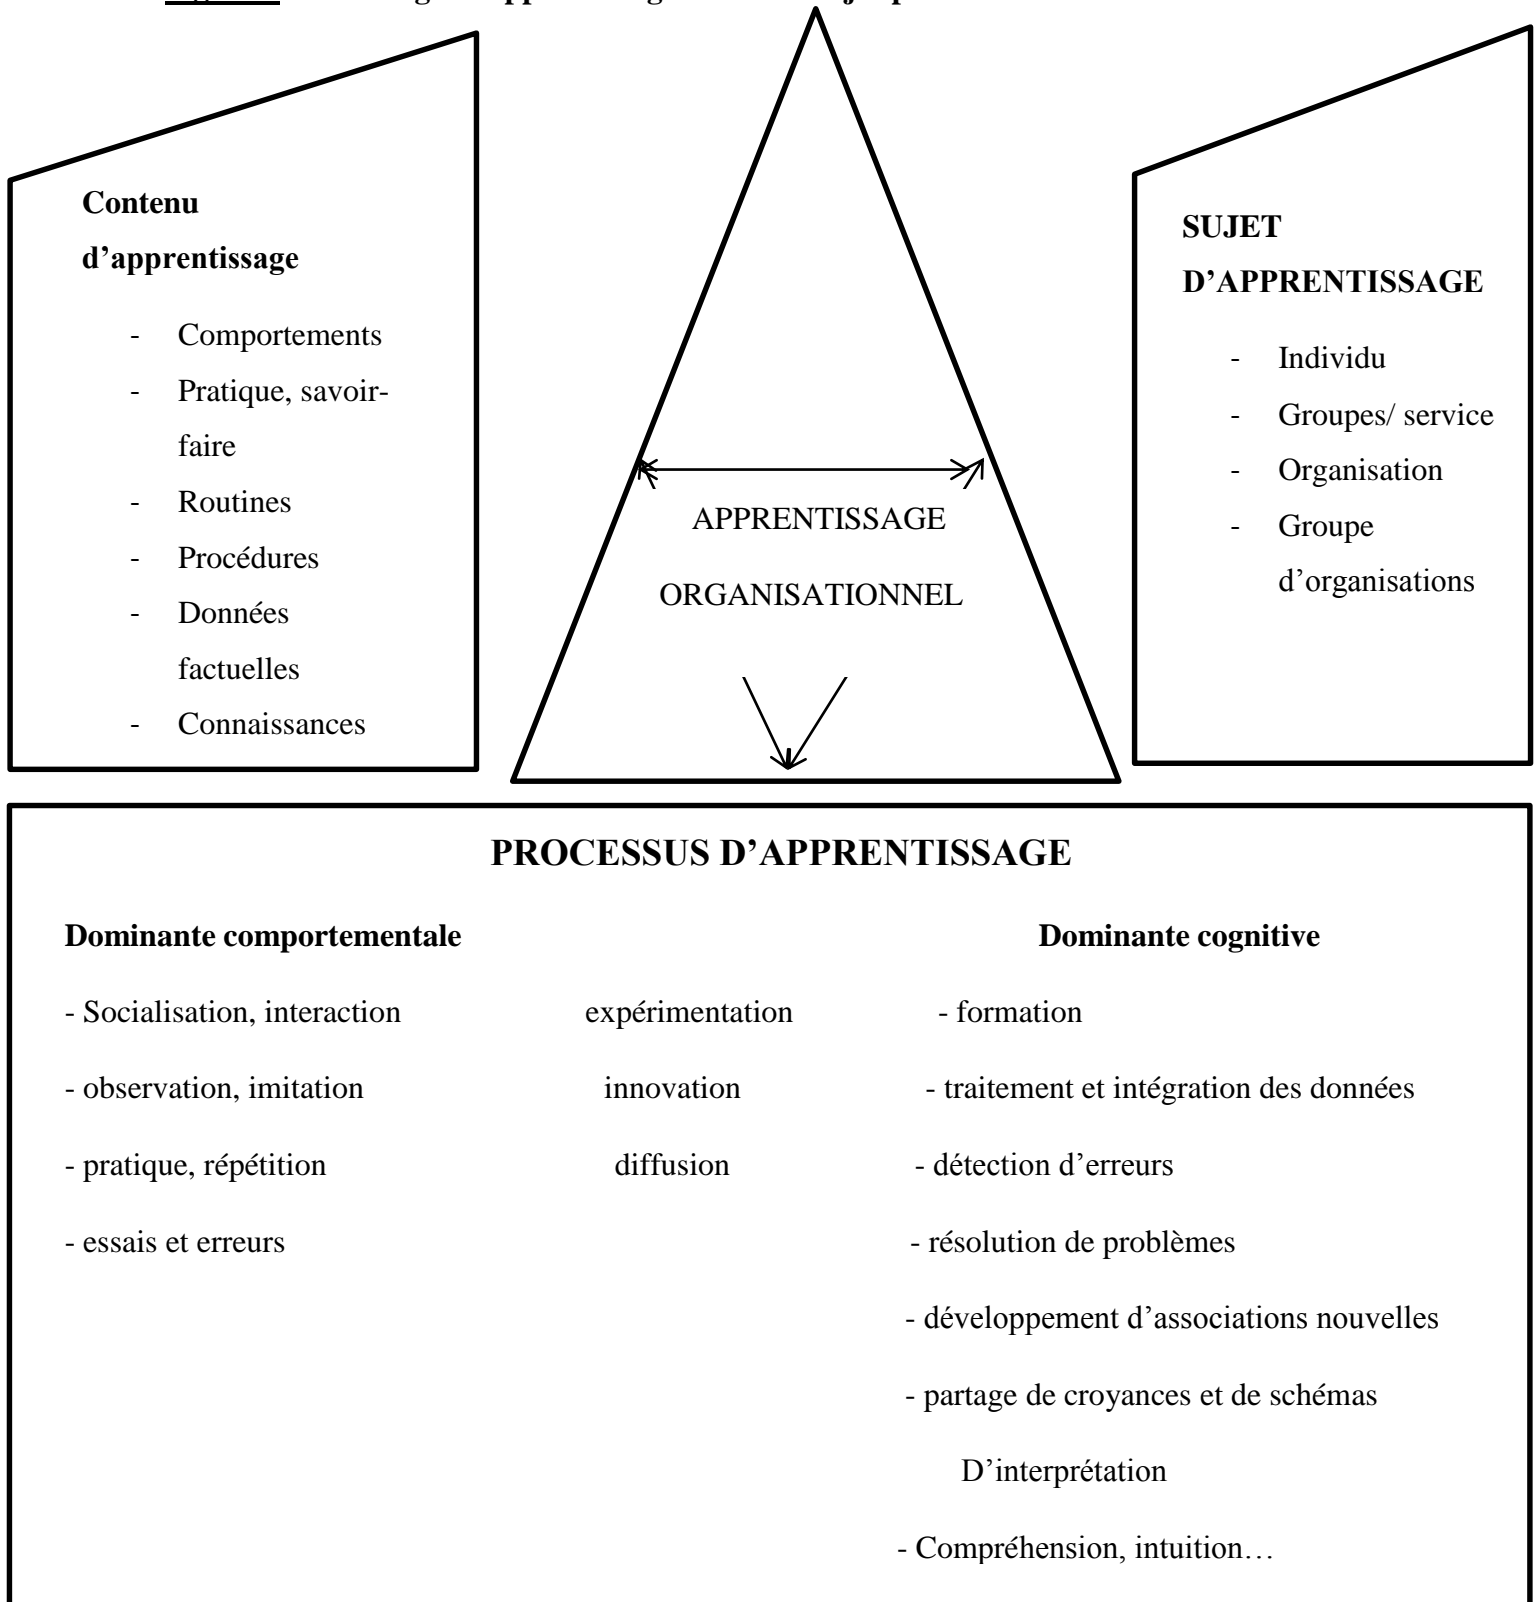 Contenu
d’apprentissage
- Comportements
- Pratique, savoir-
faire
- Routines
- Procédures
- Données
factuelles
- Connaissances
APPRENTISSAGE
ORGANISATIONNEL
SUJET
D’APPRENTISSAGE
- Individu
- Groupes/ service
- Organisation
- Groupe
d’organisations
PROCESSUS D’APPRENTISSAGE
Dominante comportementale Dominante cognitive
- Socialisation, interaction expérimentation - formation
- observation, imitation innovation - traitement et intégration des données
- pratique, répétition diffusion - détection d’erreurs
- essais et erreurs - résolution de problèmes
- développement d’associations nouvelles
- partage de croyances et de schémas
D’interprétation
- Compréhension, intuition…